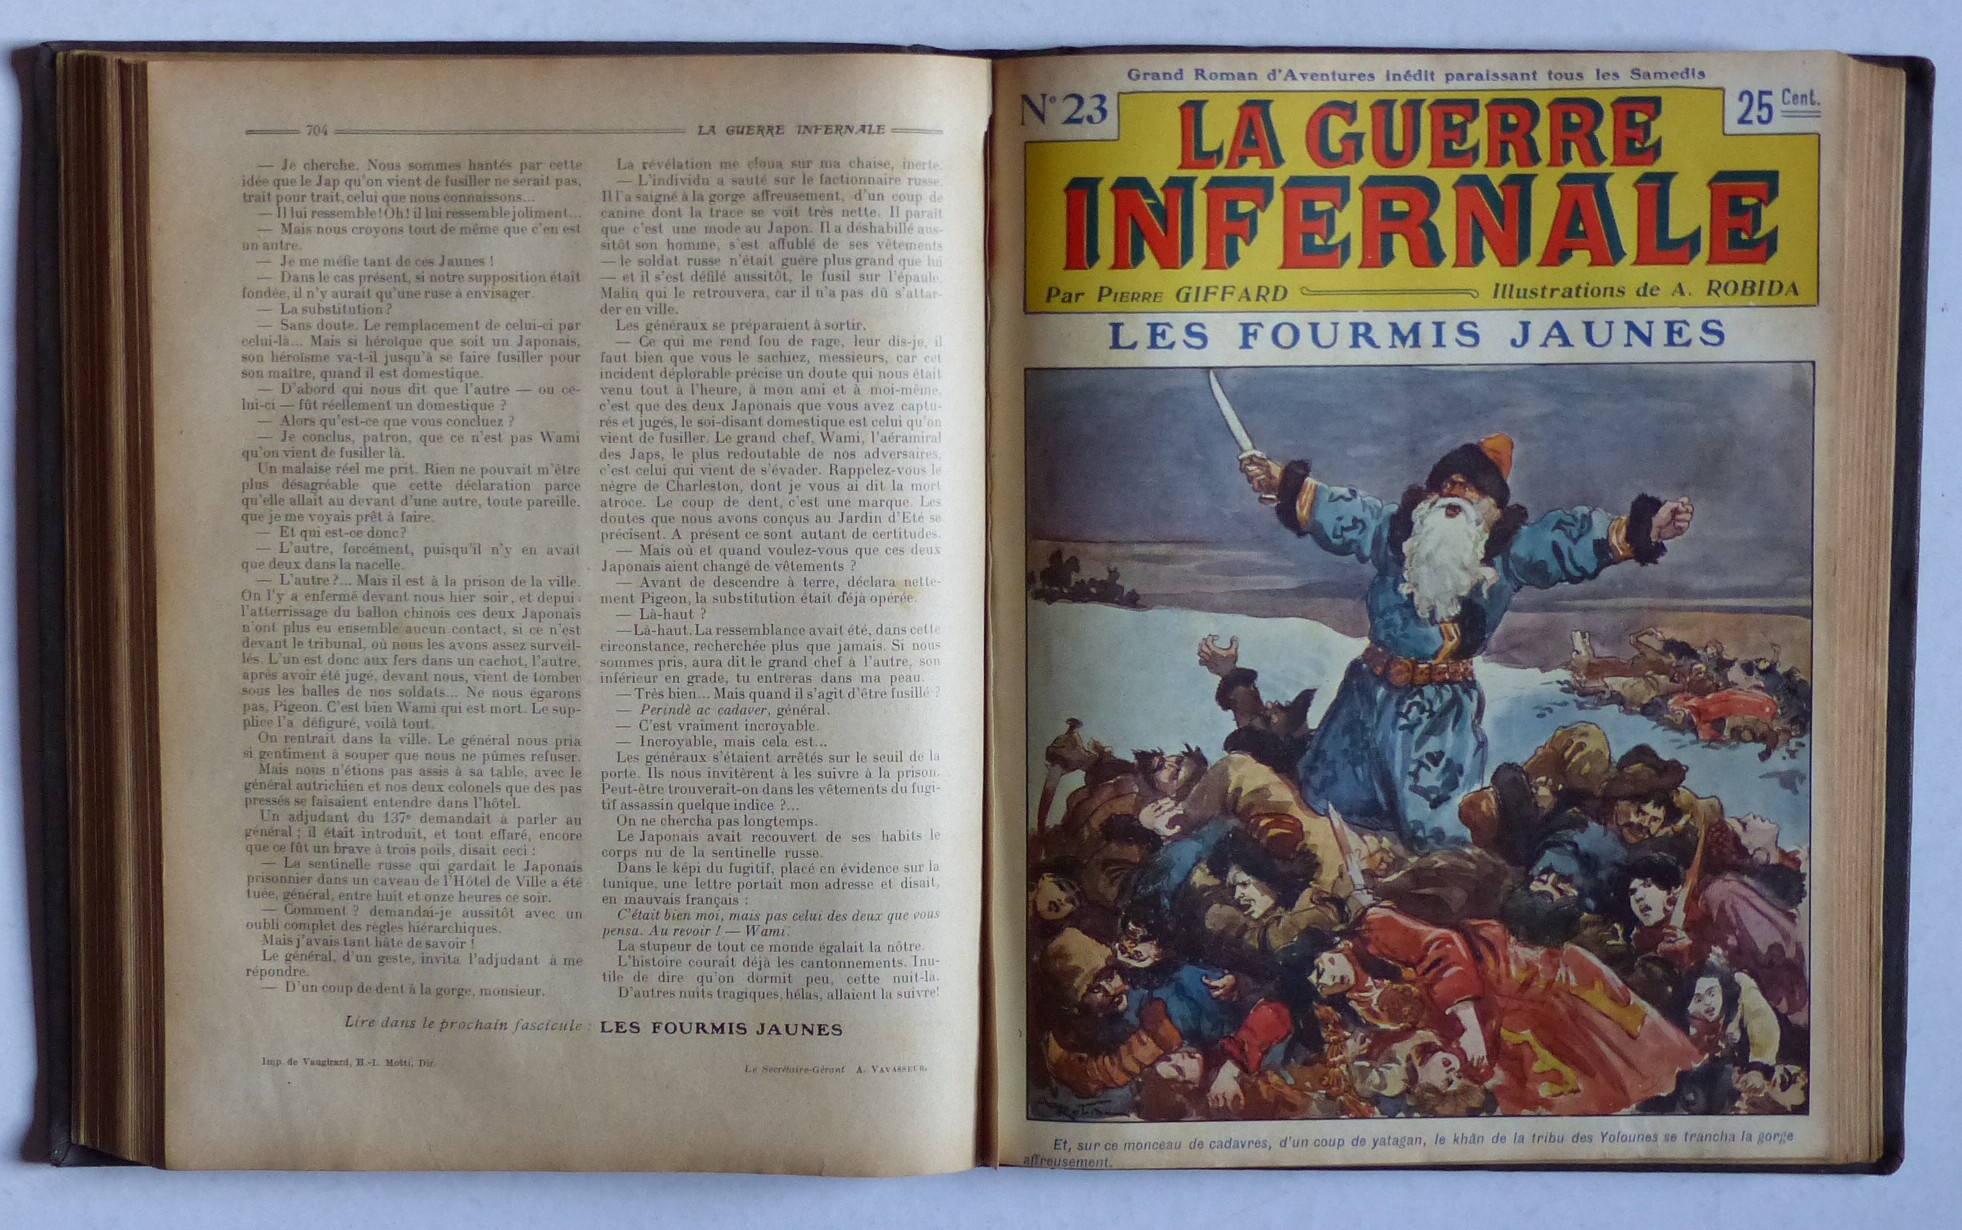 704
LA GUERRE INFERNALE
— Je cherche. Nous sommes hantés par cette
idée que le Jap qu'on vient de fusiller ne serait pas,
trait pour trait, celui que nous connaissons...
— Il lui ressemble! Oh! il lui ressemble joliment...
— Mais nous croyons tout de même que c'en est
un autre.
— Je me méfie tant de ces Jaunes !
— Dans le cas présent, si notre supposition était
fondée, il n'y aurait qu'une ruse à envisager.
— La substitution ?
— Sans doute. Le remplacement de celui-ci par
celui-là... Mais si héroïque que soit un Japonais,
son héroïsme va-t-il jusqu'à se faire fusiller pour
son maître, quand il est domestique.
— D'abord qui nous dit que l'autre — ou ce-
lui-ci — fût réellement un domestique ?
— Alors qu'est-ce que vous concluez ?
— Je conclus, patron, que ce n'est pas Wami
qu'on vient de fusiller là.
Un malaise réel me prit. Rien ne pouvait m'être
plus désagréable que cette déclaration parce
qu'elle allait au devant d'une autre, toute pareille,
que je me voyais prêt à faire.
— Et qui est-ce donc ?
— L'autre, forcément, puisqu'il n'y en avait
que deux dans la nacelle.
— L'autre ?... Mais il est à la prison de la ville.
On l'y a enfermé devant nous hier soir, et depuis
l'atterrissage du ballon chinois ces deux Japonais
n'ont plus eu ensemble aucun contact, si ce n'est
devant le tribunal, où nous les avons assez surveil-
lés. L'un est donc aux fers dans un cachot, l'autre,
après avoir été jugé, devant nous, vient de tomber
sous les balles de nos soldats... Ne nous égarons
pas, Pigeon. C'est bien Wami qui est mort. Le sup-
plice l'a défiguré, voilà tout.
On rentrait dans la ville. Le général nous pria
si gentiment à souper que nous ne pûmes refuser.
Mais nous n'étions pas assis à sa table, avec le
général autrichien et nos deux colonels que des pas
pressés se faisaient entendre dans l'hôtel.
Un adjudant du 137e demandait à parler au
général ; il était introduit, et tout effaré, encore
que ce fût un brave à trois poils, disait ceci :
— La sentinelle russe qui gardait le Japonais
prisonnier dans un caveau de l'Hôtel de Ville a été
tuée, général, entre huit et onze heures ce soir.
— Comment ? demandai-je aussitôt avec un
oubli complet des règles hiérarchiques.
Mais j'avais tant hâte de savoir !
Le général, d'un geste, invita l'adjudant à me
répondre.
— D'un coup de dent à la gorge, monsieur.
La révélation me cloua sur ma chaise, inerte.
— L'individu a sauté sur le factionnaire russe.
Il l'a saigné à la gorge affreusement, d'un coup de
canine dont la trace se voit très nette. Il paraît
que c'est une mode au Japon. Il a déshabillé aus-
sitôt son homme, s'est affublé de ses vêtements
— le soldat russe n'était guère plus grand que lui
— et il s'est défilé aussitôt, le fusil sur l'épaule.
Malin qui le retrouvera, car il n'a pas dû s'attar-
der en ville.
Les généraux se préparaient à sortir.
— Ce qui me rend fou de rage, leur dis-je, il
faut bien que vous le sachiez, messieurs, car cet
incident déplorable précise un doute qui nous était
venu tout à l'heure, à mon ami et à moi-même,
c'est que des deux Japonais que vous avez captu-
rés et jugés, le soi-disant domestique est celui qu'on
vient de fusiller. Le grand chef, Wami, l'aéramiral
des Japs, le plus redoutable de nos adversaires,
c'est celui qui vient de s'évader. Rappelez-vous le
nègre de Charleston, dont je vous ai dit la mort
atroce. Le coup de dent, c'est une marque. Les
doutes que nous avons conçus au Jardin d'Eté se
précisent. A présent ce sont autant de certitudes.
— Mais où et quand voulez-vous que ces deux
Japonais aient changé de vêtements ?
— Avant de descendre à terre, déclara nette-
ment Pigeon, la substitution était déjà opérée.
— Là-haut ?
— Là-haut. La ressemblance avait été, dans cette
circonstance, recherchée plus que jamais. Si nous
sommes pris, aura dit le grand chef à l'autre, son
inférieur en grade, tu entreras dans ma peau.
— Très bien... Mais quand il s'agit d'être fusillé ?
— Perindè ac cadaver, général.
— C'est vraiment incroyable.
— Incroyable, mais cela est...
Les généraux s'étaient arrêtés sur le seuil de la
porte. Ils nous invitèrent à les suivre à la prison.
Peut-être trouverait-on dans les vêtements du fugi-
tif assassin quelque indice ?...
On ne chercha pas longtemps.
Le Japonais avait recouvert de ses habits le
corps nu de la sentinelle russe.
Dans le képi du fugitif, placé en évidence sur la
tunique, une lettre portait mon adresse et disait,
en mauvais français :
C'était bien moi, mais pas celui des deux que vous
pensa. Au revoir ! — Wami.
La stupeur de tout ce monde égalait la nôtre.
L'histoire courait déjà les cantonnements. Inu-
tile de dire qu'on dormit peu, cette nuit-là.
D'autres nuits tragiques, hélas, allaient la suivre!
Lire dans le prochain fascicule : LES FOURMIS JAUNES
Imp. de Vaugirard, H.-L. Motti, Dir.
Le Secrétaire-Gérant A. VAVASSEUR.
Grand Roman d'Aventures inédit paraissant tous les Samedis
No 23
25 Cent.
LA GUERRE
INFERNALE
Par PIERRE GIFFARD
Illustrations de A. ROBIDA
LES FOURMIS JAUNES
A. Robida
Et, sur ce monceau de cadavres, d'un coup de yatagan, le khân de la tribu des Yolounes se trancha la gorge
affreusement.